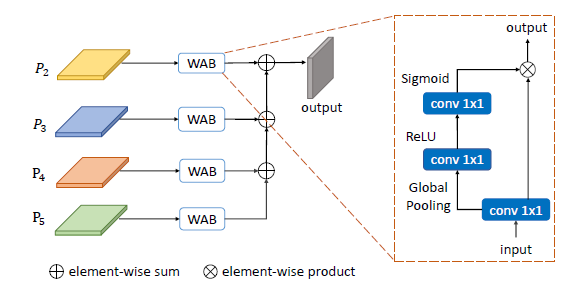 P2
WAB
output
P3
WAB
P4
WAB
P5
WAB
⊕ element-wise sum
⊗ element-wise product
output
Sigmoid
conv 1x1
ReLU
conv 1x1
Global
Pooling
conv 1x1
input